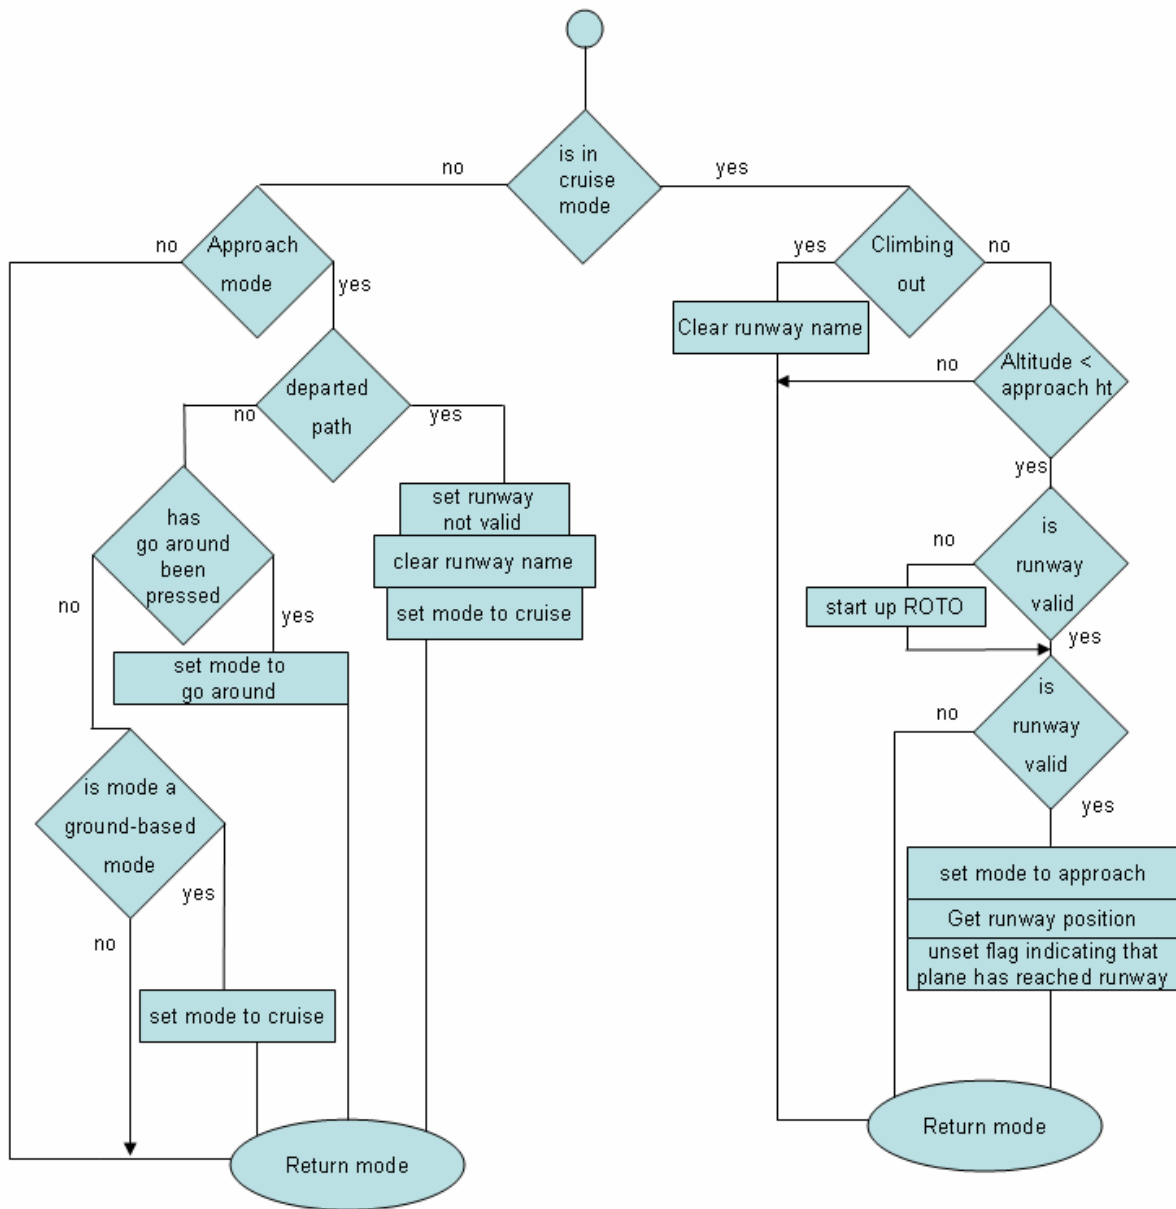 is in
cruise
mode
no
yes
Approach
mode
no
yes
Climbing
out
yes
no
Clear runway name
Altitude <
approach ht
no
yes
departed
path
no
yes
set runway
not valid
clear runway name
set mode to cruise
has
go around
been
pressed
no
yes
set mode to
go around
is
runway
valid
no
yes
start up ROTO
is
runway
valid
no
yes
is mode a
ground-based
mode
yes
no
set mode to approach
Get runway position
unset flag indicating that
plane has reached runway
set mode to cruise
Return mode
Return mode